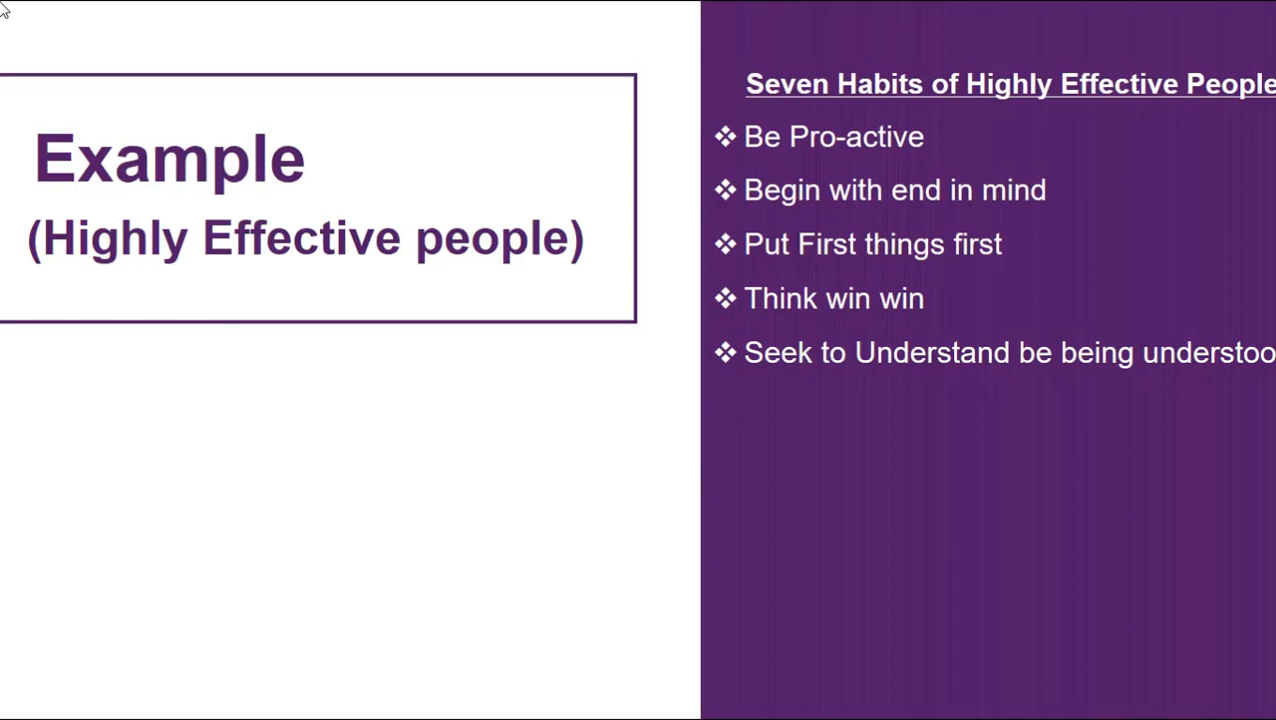 Example
(Highly Effective people)
Seven Habits of Highly Effective People
Be Pro-active
Begin with end in mind
Put First things first
Think win win
Seek to Understand be being understoo